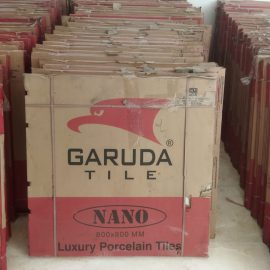 GARUDA
®
TILE
NANO
800x800 MM
Luxury Porcelain Tiles